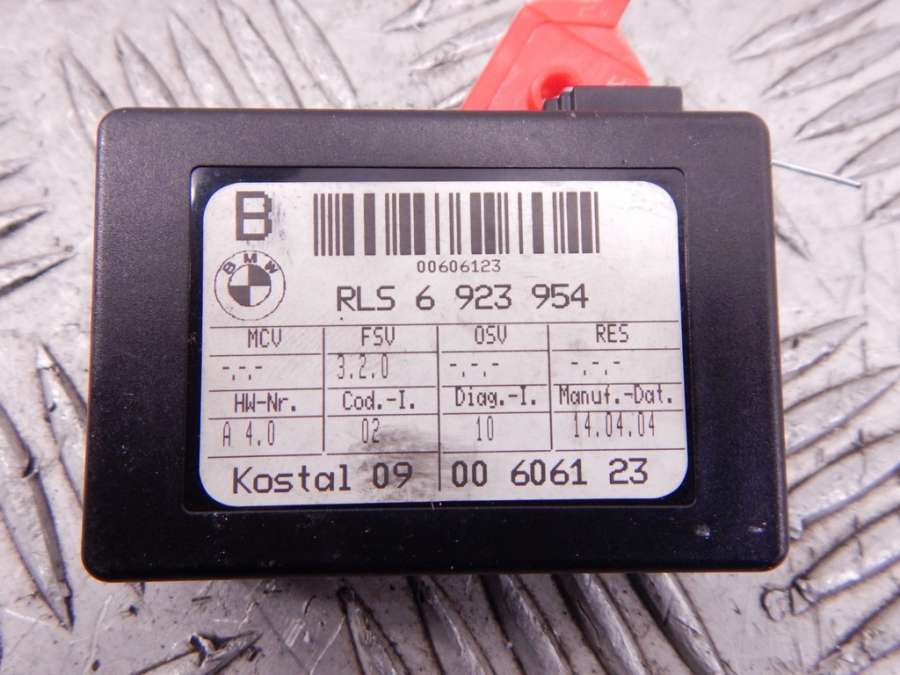 B
00606123
BMW
RLS 6 923 954
MCV FSV OSV RES
-.-.- 3.2.0 -.-.- -.-.-
HW-Nr. Cod.-I. Diag.-I. Manuf.-Dat.
A 4.0 02 10 14.04.04
Kostal 09 00 6061 23